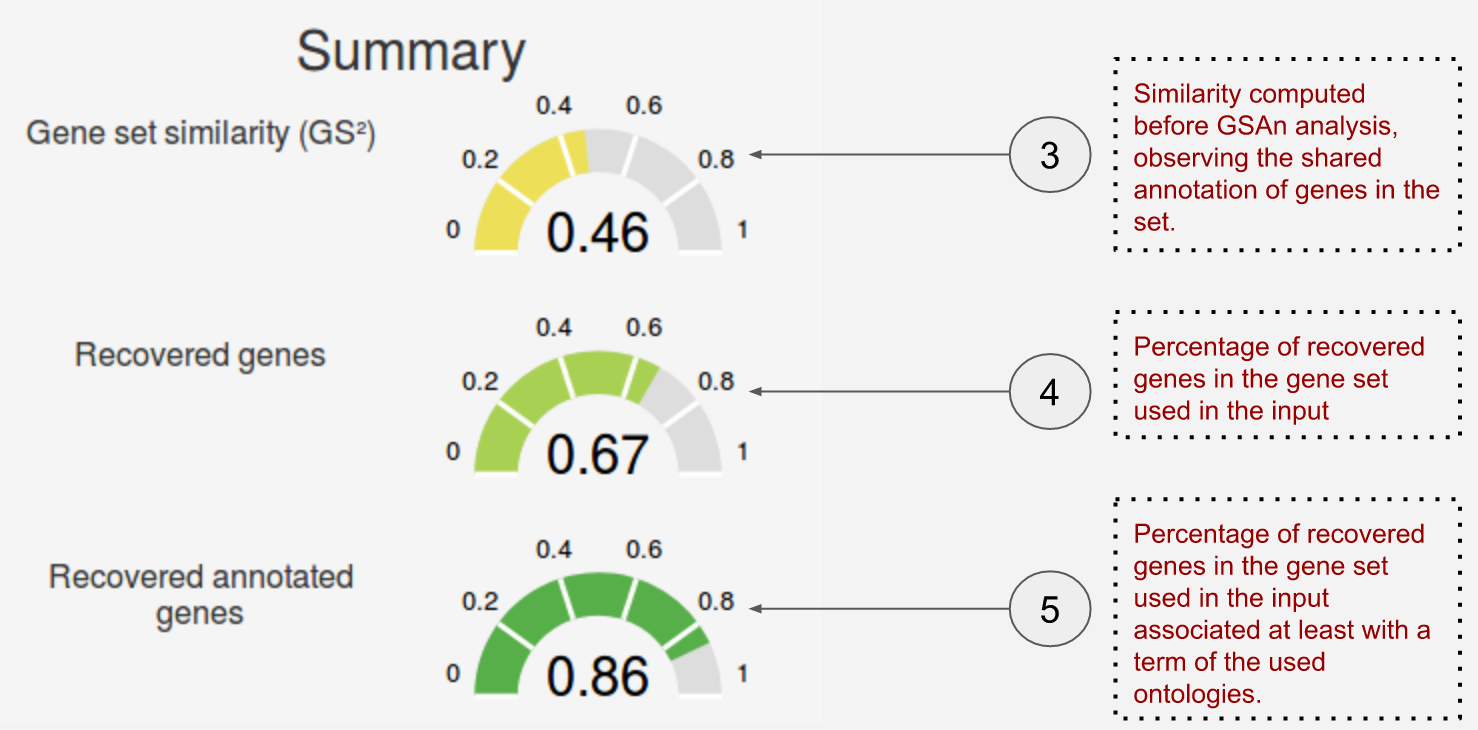 Summary
Gene set similarity (GS²)
0
0.2
0.4
0.6
0.8
1
0.46
3
Similarity computed
before GSAn analysis,
observing the shared
annotation of genes in the
set.
Recovered genes
0
0.2
0.4
0.6
0.8
1
0.67
4
Percentage of recovered
genes in the gene set
used in the input
Recovered annotated
genes
0
0.2
0.4
0.6
0.8
1
0.86
5
Percentage of recovered
genes in the gene set
used in the input
associated at least with a
term of the used
ontologies.